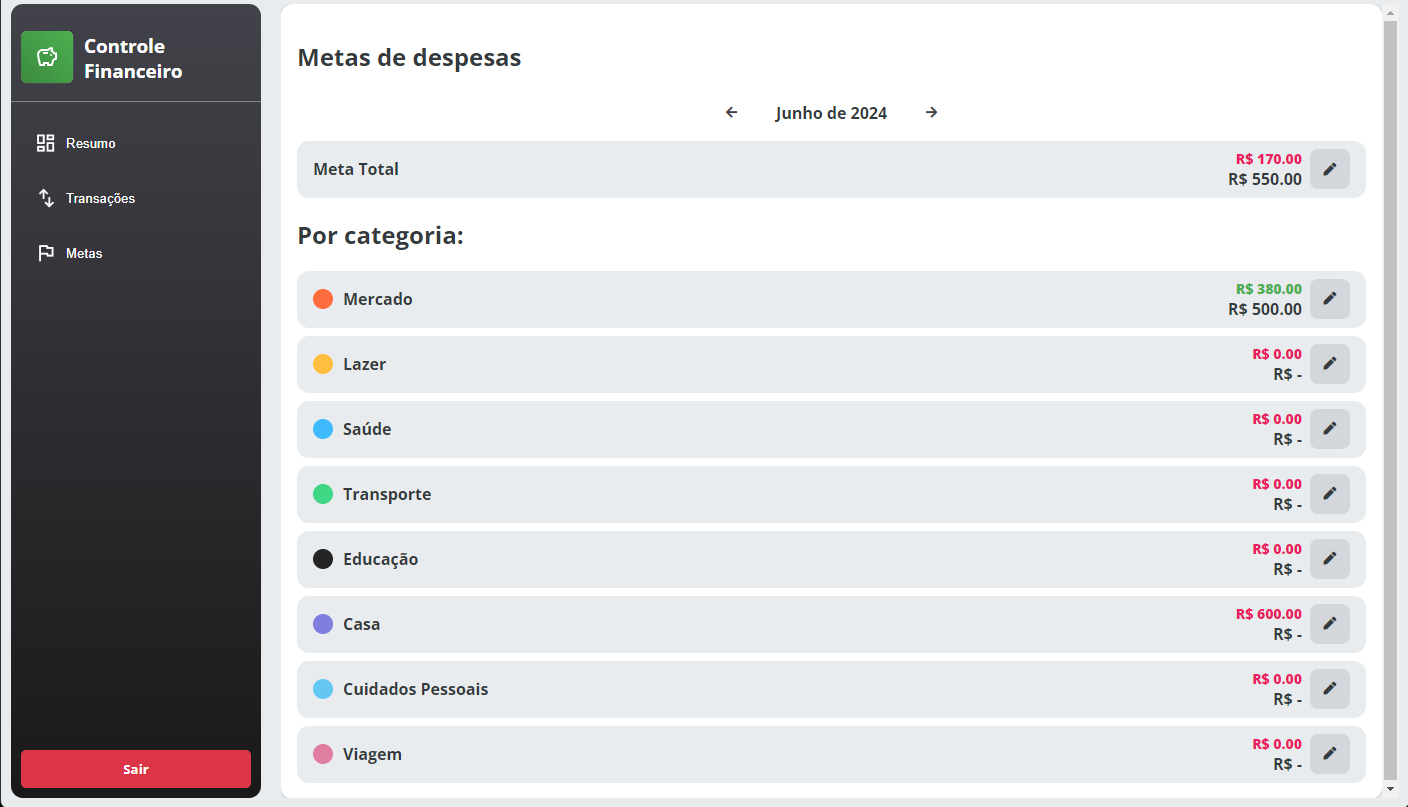 Controle
Financeiro
Resumo
Transações
Metas
Sair
Metas de despesas
Junho de 2024
Meta Total
R$ 170.00
R$ 550.00
Por categoria:
Mercado
R$ 380.00
R$ 500.00
Lazer
R$ 0.00
R$ -
Saúde
R$ 0.00
R$ -
Transporte
R$ 0.00
R$ -
Educação
R$ 0.00
R$ -
Casa
R$ 600.00
R$ -
Cuidados Pessoais
R$ 0.00
R$ -
Viagem
R$ 0.00
R$ -